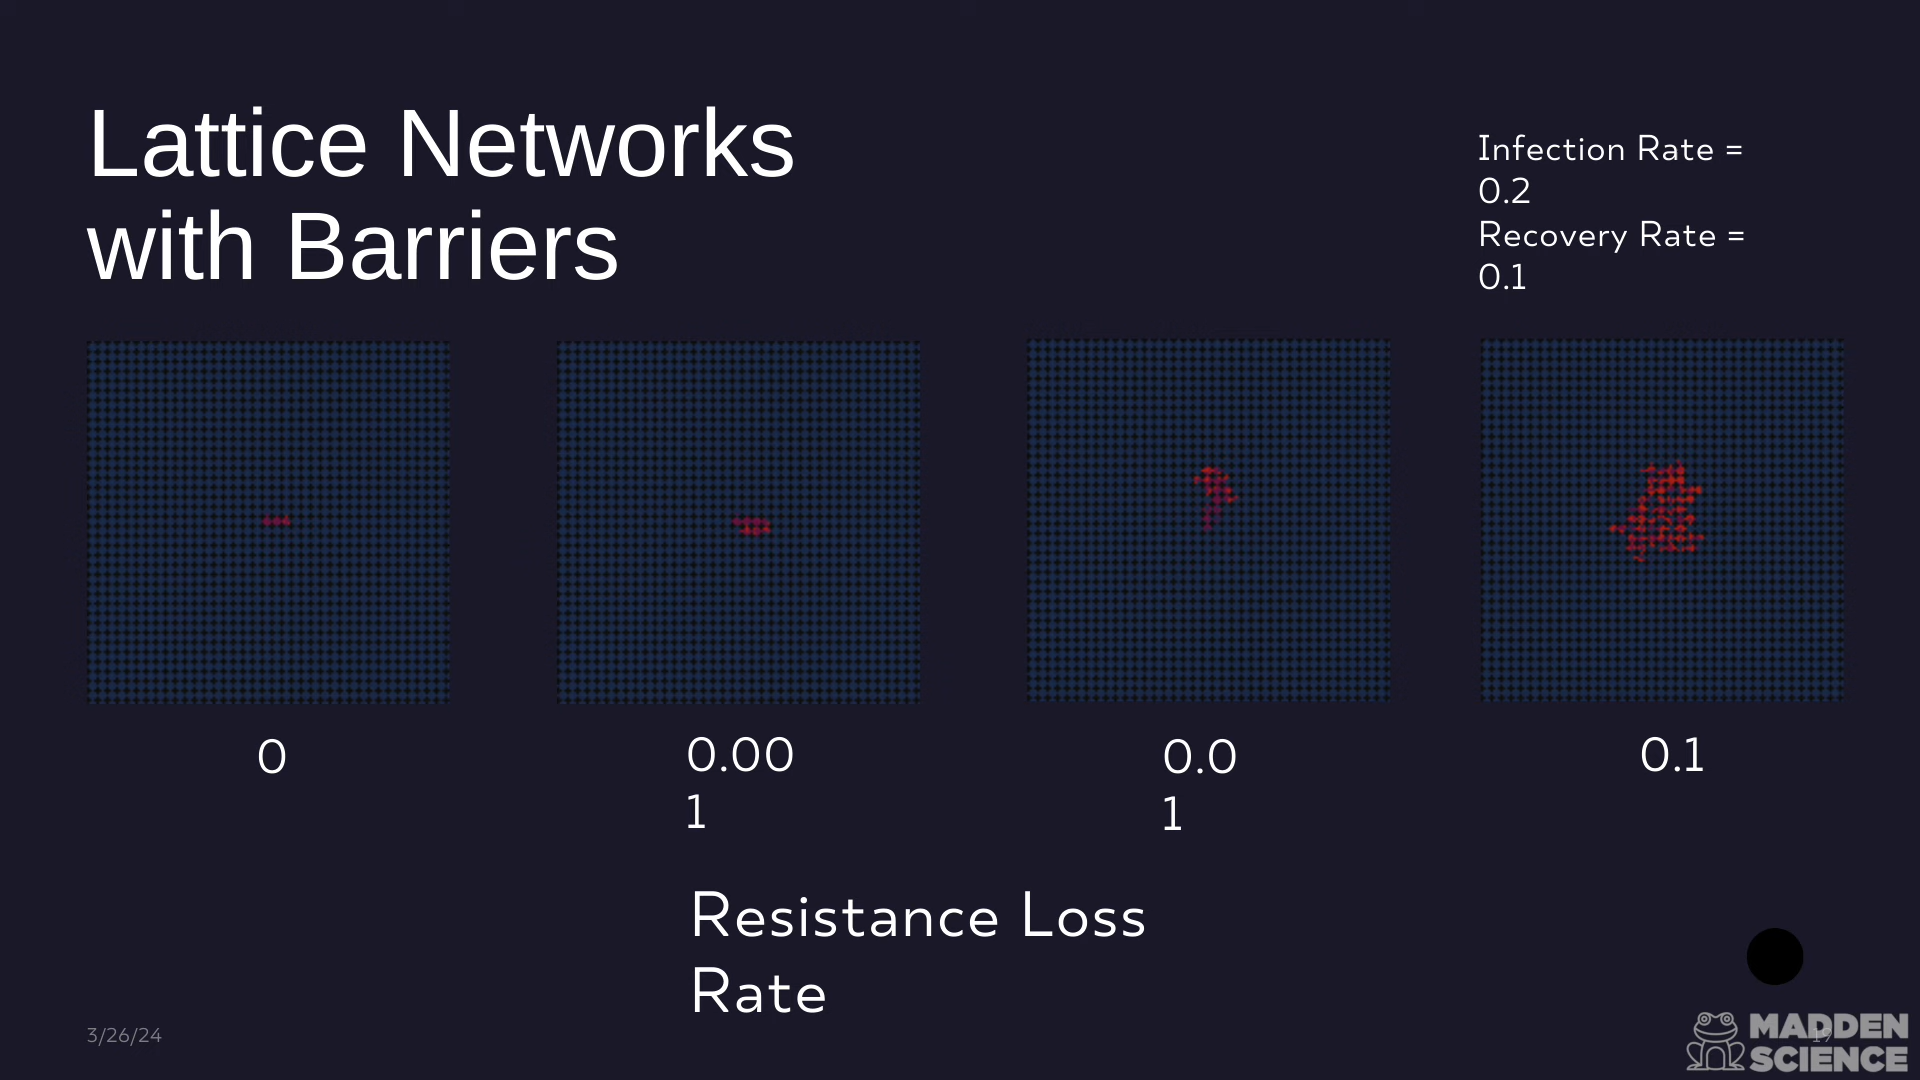 Lattice Networks
with Barriers
Infection Rate =
0.2
Recovery Rate =
0.1
0
0.00
1
0.0
1
0.1
Resistance Loss
Rate
3/26/24
19
MADDEN
SCIENCE